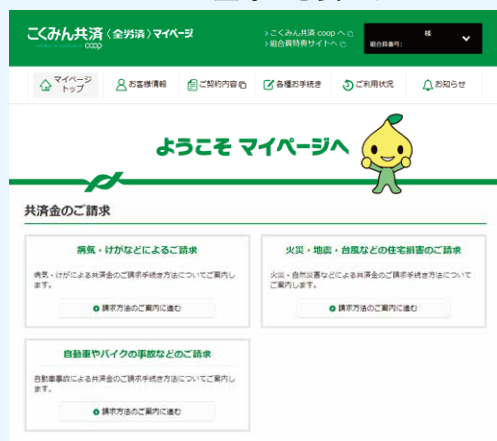 こくみん共済〈全労済〉マイページ
coop
>こくみん共済 coop へ
>組合員特典サイトへ
様
組合員番号:
マイページトップ
お客様情報
ご契約内容
各種お手続き
ご利用状況
お知らせ
ようこそ マイページへ
共済金のご請求
病気・けがなどによるご請求
病気・けがによる共済金のご請求手続き方法についてご案内し
ます。
請求方法のご案内に進む
火災・地震・台風などの住宅損害のご請求
火災・自然災害などによる共済金のご請求手続き方法について
ご案内します。
請求方法のご案内に進む
自動車やバイクの事故などのご請求
自動車事故による共済金のご請求手続き方法についてご案内し
ます。
請求方法のご案内に進む